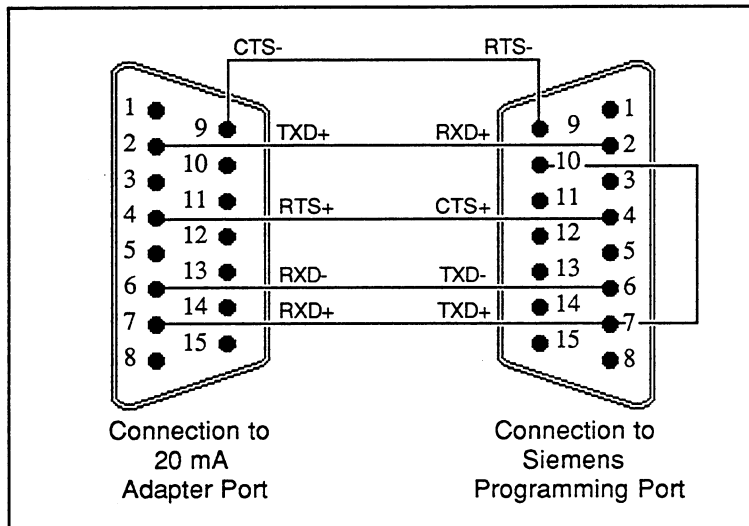 CTS- RTS-
1 9 9 1
2 TXD+ RXD+ 2
3 10 10 3
4 11 RTS+ CTS+ 11 4
5 12 12 5
6 13 RXD- TXD- 13 6
7 14 RXD+ TXD+ 14 7
8 15 15 8
Connection to
20 mA
Adapter Port
Connection to
Siemens
Programming Port